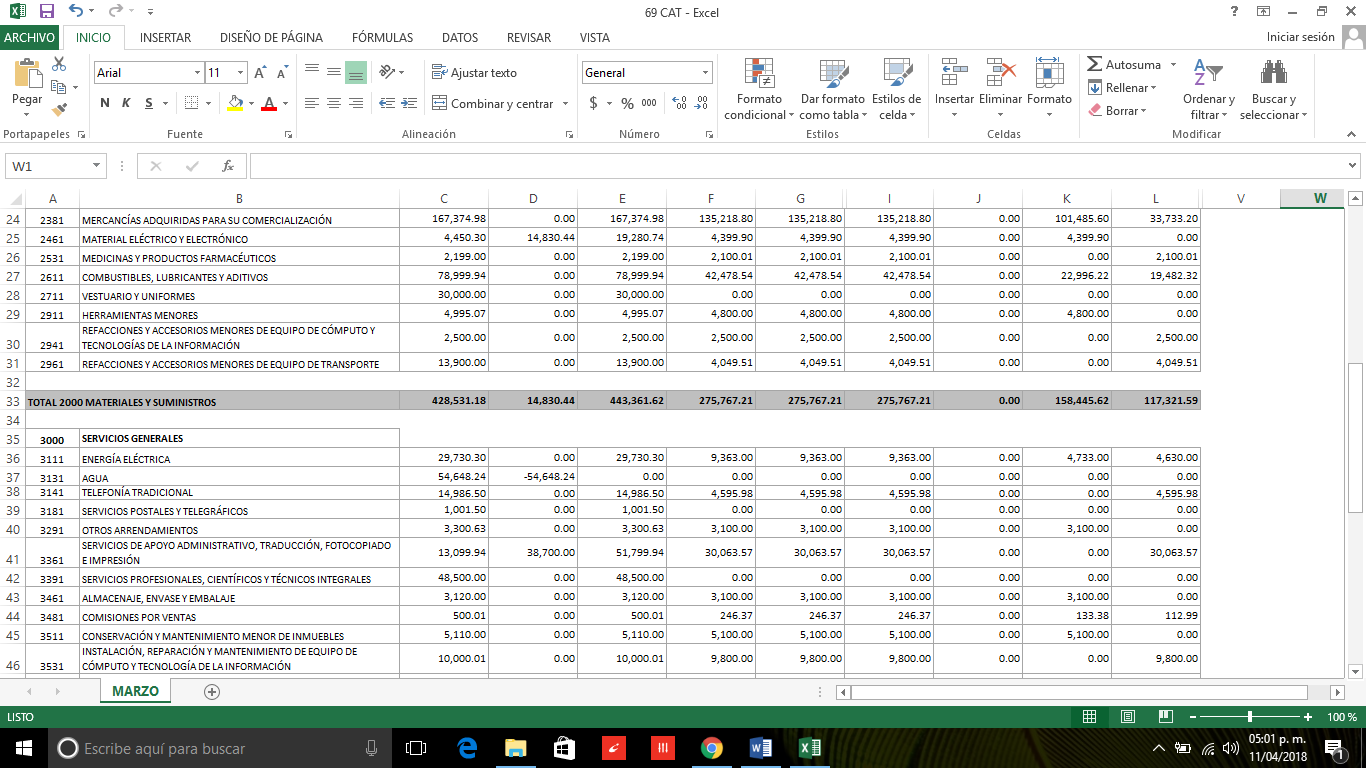 69 CAT - Excel
?
ARCHIVO INICIO INSERTAR DISEÑO DE PÁGINA FÓRMULAS DATOS REVISAR VISTA Iniciar sesión
Pegar
Arial 11
N K S
Ajustar texto
Combinar y centrar
General
$ % 000
Formato condicional
Dar formato como tabla
Estilos de celda
Insertar Eliminar Formato
Autosuma
Rellenar
Borrar
Ordenar y filtrar
Buscar y seleccionar
Portapapeles Fuente Alineación Número Estilos Celdas Modificar
W1 fx
A B C D E F G I J K L V W
24 2381 MERCANCÍAS ADQUIRIDAS PARA SU COMERCIALIZACIÓN 167,374.98 0.00 167,374.98 135,218.80 135,218.80 135,218.80 0.00 101,485.60 33,733.20
25 2461 MATERIAL ELÉCTRICO Y ELECTRÓNICO 4,450.30 14,830.44 19,280.74 4,399.90 4,399.90 4,399.90 0.00 4,399.90 0.00
26 2531 MEDICINAS Y PRODUCTOS FARMACÉUTICOS 2,199.00 0.00 2,199.00 2,100.01 2,100.01 2,100.01 0.00 0.00 2,100.01
27 2611 COMBUSTIBLES, LUBRICANTES Y ADITIVOS 78,999.94 0.00 78,999.94 42,478.54 42,478.54 42,478.54 0.00 22,996.22 19,482.32
28 2711 VESTUARIO Y UNIFORMES 30,000.00 0.00 30,000.00 0.00 0.00 0.00 0.00 0.00 0.00
29 2911 HERRAMIENTAS MENORES 4,995.07 0.00 4,995.07 4,800.00 4,800.00 4,800.00 0.00 4,800.00 0.00
REFACCIONES Y ACCESORIOS MENORES DE EQUIPO DE CÓMPUTO Y
30 2941 TECNOLOGÍAS DE LA INFORMACIÓN 2,500.00 0.00 2,500.00 2,500.00 2,500.00 2,500.00 0.00 0.00 2,500.00
31 2961 REFACCIONES Y ACCESORIOS MENORES DE EQUIPO DE TRANSPORTE 13,900.00 0.00 13,900.00 4,049.51 4,049.51 4,049.51 0.00 0.00 4,049.51
32
33 TOTAL 2000 MATERIALES Y SUMINISTROS 428,531.18 14,830.44 443,361.62 275,767.21 275,767.21 275,767.21 0.00 158,445.62 117,321.59
34
35 3000 SERVICIOS GENERALES
36 3111 ENERGÍA ELÉCTRICA 29,730.30 0.00 29,730.30 9,363.00 9,363.00 9,363.00 0.00 4,733.00 4,630.00
37 3131 AGUA 54,648.24 -54,648.24 0.00 0.00 0.00 0.00 0.00 0.00 0.00
38 3141 TELEFONÍA TRADICIONAL 14,986.50 0.00 14,986.50 4,595.98 4,595.98 4,595.98 0.00 0.00 4,595.98
39 3181 SERVICIOS POSTALES Y TELEGRÁFICOS 1,001.50 0.00 1,001.50 0.00 0.00 0.00 0.00 0.00 0.00
40 3291 OTROS ARRENDAMIENTOS 3,300.63 0.00 3,300.63 3,100.00 3,100.00 3,100.00 0.00 3,100.00 0.00
SERVICIOS DE APOYO ADMINISTRATIVO, TRADUCCIÓN, FOTOCOPIADO
41 3361 E IMPRESIÓN 13,099.94 38,700.00 51,799.94 30,063.57 30,063.57 30,063.57 0.00 0.00 30,063.57
42 3391 SERVICIOS PROFESIONALES, CIENTÍFICOS Y TÉCNICOS INTEGRALES 48,500.00 0.00 48,500.00 0.00 0.00 0.00 0.00 0.00 0.00
43 3461 ALMACENAJE, ENVASE Y EMBALAJE 3,120.00 0.00 3,120.00 3,100.00 3,100.00 3,100.00 0.00 3,100.00 0.00
44 3481 COMISIONES POR VENTAS 500.01 0.00 500.01 246.37 246.37 246.37 0.00 133.38 112.99
45 3511 CONSERVACIÓN Y MANTENIMIENTO MENOR DE INMUEBLES 5,110.00 0.00 5,110.00 5,100.00 5,100.00 5,100.00 0.00 5,100.00 0.00
INSTALACIÓN, REPARACIÓN Y MANTENIMIENTO DE EQUIPO DE
46 3531 CÓMPUTO Y TECNOLOGÍA DE LA INFORMACIÓN 10,000.01 0.00 10,000.01 9,800.00 9,800.00 9,800.00 0.00 0.00 9,800.00
MARZO
LISTO 100 %
Escribe aquí para buscar
05:01 p. m.
11/04/2018
1